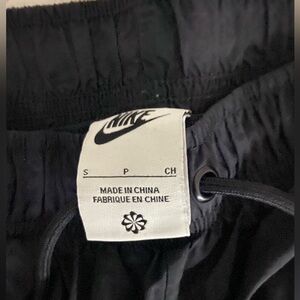 NIKE
S P CH
MADE IN CHINA
FABRIQUE EN CHINE